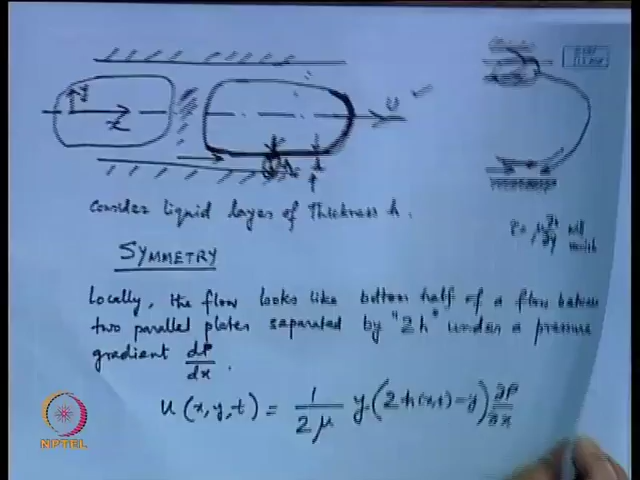 U
y
x
h
consider liquid layer of thickness h.
SYMMETRY
Locally, the flow looks like bottom half of a flow between
two parallel plates separated by "2h" under a pressure
gradient dP/dx.
u(x,y,t) = 1/2μ y(2h(x,t)-y) ∂P/∂x
NPTEL